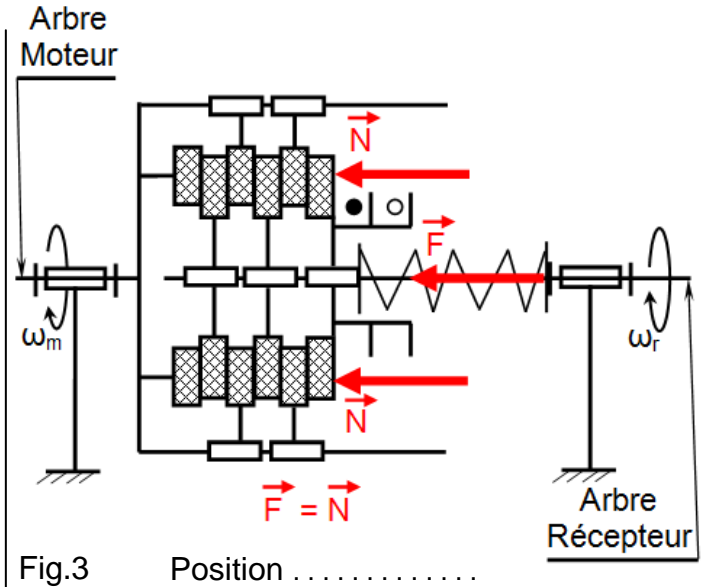 Arbre
Moteur
N
F
ωm
ωr
N
F = N
Arbre
Récepteur
Fig.3 Position . . . . . . . . . . . . .